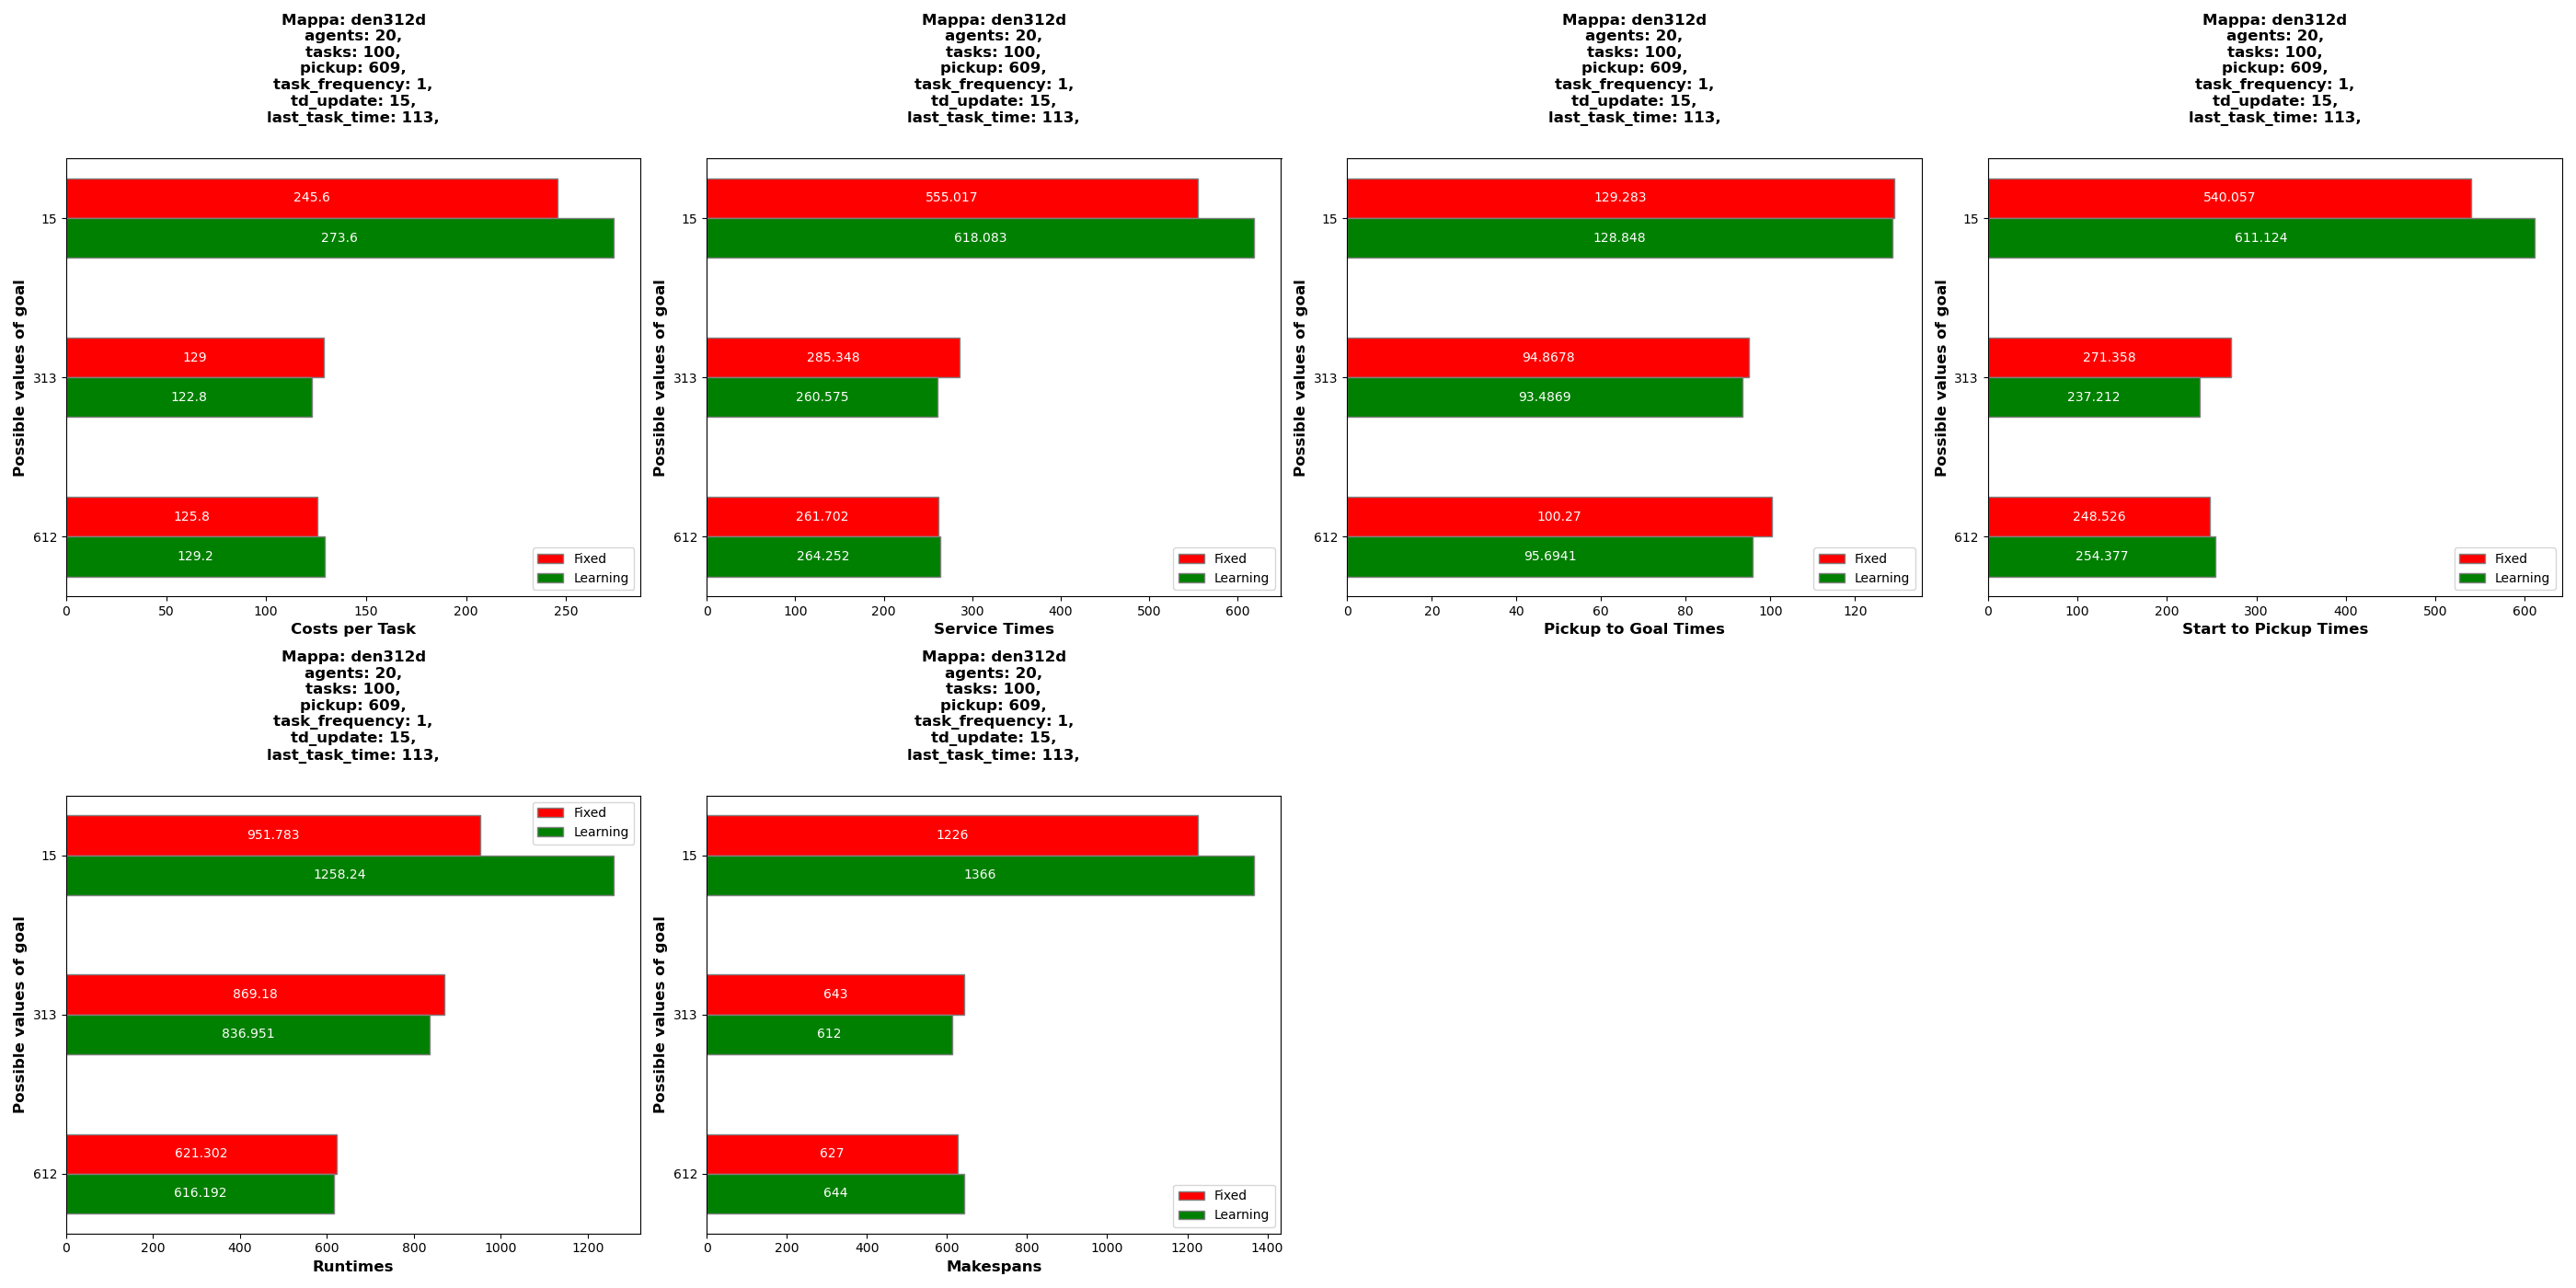 Mappa: den312d
agents: 20,
tasks: 100,
pickup: 609,
task_frequency: 1,
td_update: 15,
last_task_time: 113,
Possible values of goal
15
313
612
245.6
273.6
129
122.8
125.8
129.2
Fixed
Learning
0 50 100 150 200 250
Costs per Task
Mappa: den312d
agents: 20,
tasks: 100,
pickup: 609,
task_frequency: 1,
td_update: 15,
last_task_time: 113,
Possible values of goal
15
313
612
555.017
618.083
285.348
260.575
261.702
264.252
Fixed
Learning
0 100 200 300 400 500 600
Service Times
Mappa: den312d
agents: 20,
tasks: 100,
pickup: 609,
task_frequency: 1,
td_update: 15,
last_task_time: 113,
Possible values of goal
15
313
612
129.283
128.848
94.8678
93.4869
100.27
95.6941
Fixed
Learning
0 20 40 60 80 100 120
Pickup to Goal Times
Mappa: den312d
agents: 20,
tasks: 100,
pickup: 609,
task_frequency: 1,
td_update: 15,
last_task_time: 113,
Possible values of goal
15
313
612
540.057
611.124
271.358
237.212
248.526
254.377
Fixed
Learning
0 100 200 300 400 500 600
Start to Pickup Times
Mappa: den312d
agents: 20,
tasks: 100,
pickup: 609,
task_frequency: 1,
td_update: 15,
last_task_time: 113,
Possible values of goal
15
313
612
Fixed
Learning
951.783
1258.24
869.18
836.951
621.302
616.192
0 200 400 600 800 1000 1200
Runtimes
Mappa: den312d
agents: 20,
tasks: 100,
pickup: 609,
task_frequency: 1,
td_update: 15,
last_task_time: 113,
Possible values of goal
15
313
612
1226
1366
643
612
627
644
Fixed
Learning
0 200 400 600 800 1000 1200 1400
Makespans